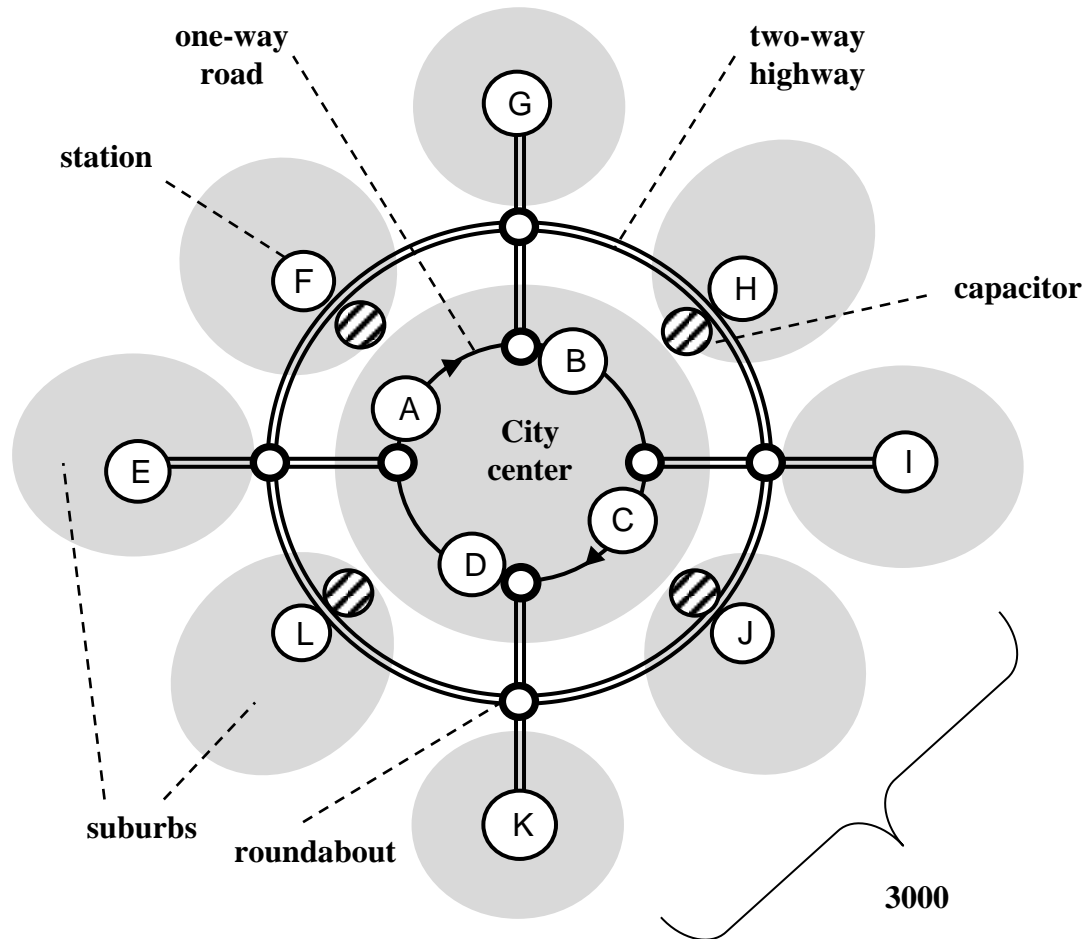 one-way
road
two-way
highway
G
station
F
H
capacitor
B
A
City
center
E
I
C
D
L
J
suburbs
K
roundabout
3000